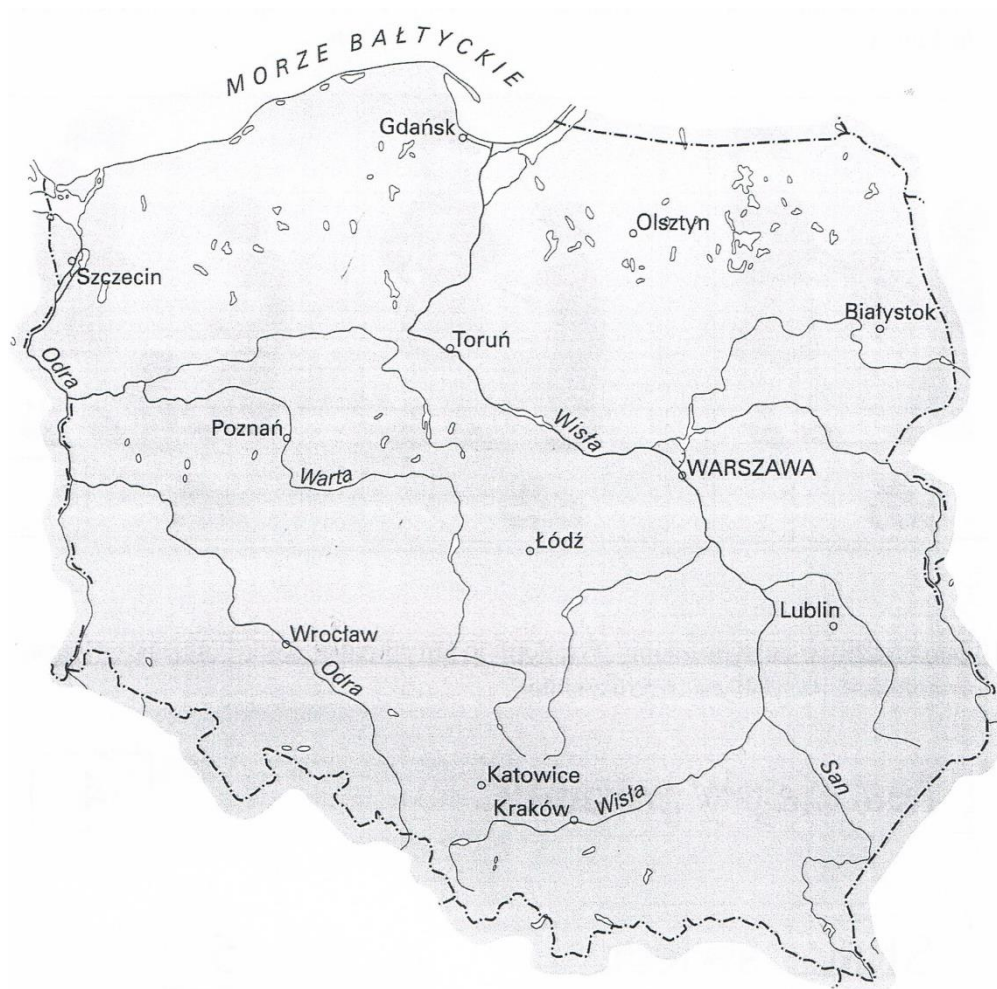 MORZE BAŁTYCKIE
Gdańsk
Olsztyn
Szczecin
Białystok
Toruń
Odra
Wisła
Poznań
WARSZAWA
Warta
Łódź
Lublin
Wrocław
Odra
San
Katowice
Wisła
Kraków